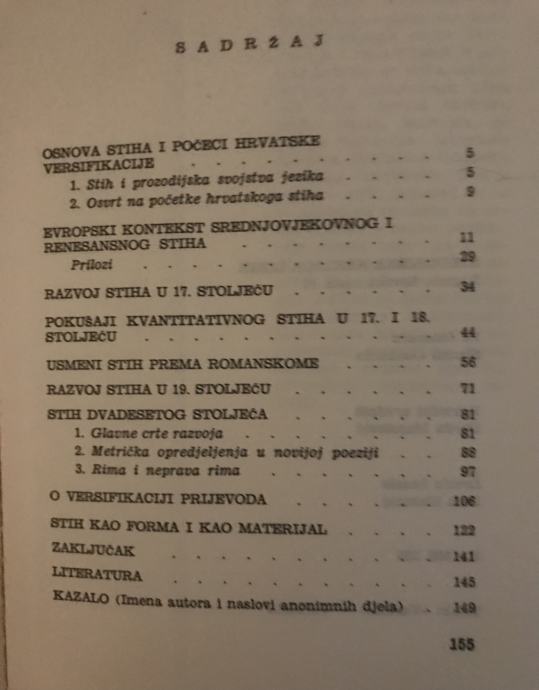 SADRŽAJ
OSNOVA STIHA I POČECI HRVATSKE
VERSIFIKACIJE . . . . . . . . . 5
1. Stih i prozodijska svojstva jezika . . . . 5
2. Osvrt na početke hrvatskoga stiha . . . . 9
EVROPSKI KONTEKST SREDNJOVJEKOVNOG I
RENESANSNOG STIHA . . . . . . . . 11
Prilozi . . . . . . . . . . . . 29
RAZVOJ STIHA U 17. STOLJEĆU . . . . . . 34
POKUŠAJI KVANTITATIVNOG STIHA U 17. I 18.
STOLJEĆU . . . . . . . . . . . . 44
USMENI STIH PREMA ROMANSKOME . . . . 56
RAZVOJ STIHA U 19. STOLJEĆU . . . . . . 71
STIH DVADESETOG STOLJEĆA . . . . . . 81
1. Glavne crte razvoja . . . . . . . . 81
2. Metrička opredjeljenja u novijoj poeziji . . 88
3. Rima i neprava rima . . . . . . . 97
O VERSIFIKACIJI PRIJEVODA . . . . . . 106
STIH KAO FORMA I KAO MATERIJAL . . . . 122
ZAKLJUČAK . . . . . . . . . . . 141
LITERATURA . . . . . . . . . . . 145
KAZALO (Imena autora i naslovi anonimnih djela) . 149
155